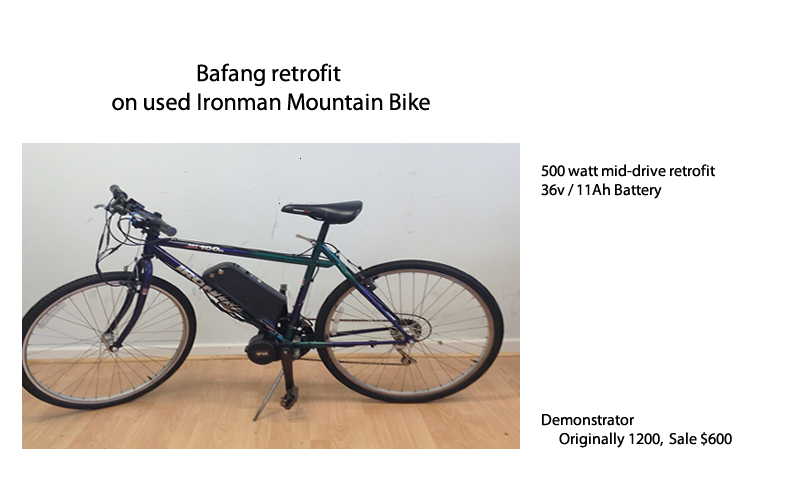 Bafang retrofit
on used Ironman Mountain Bike
500 watt mid-drive retrofit
36v / 11Ah Battery
Demonstrator
Originally 1200, Sale $600